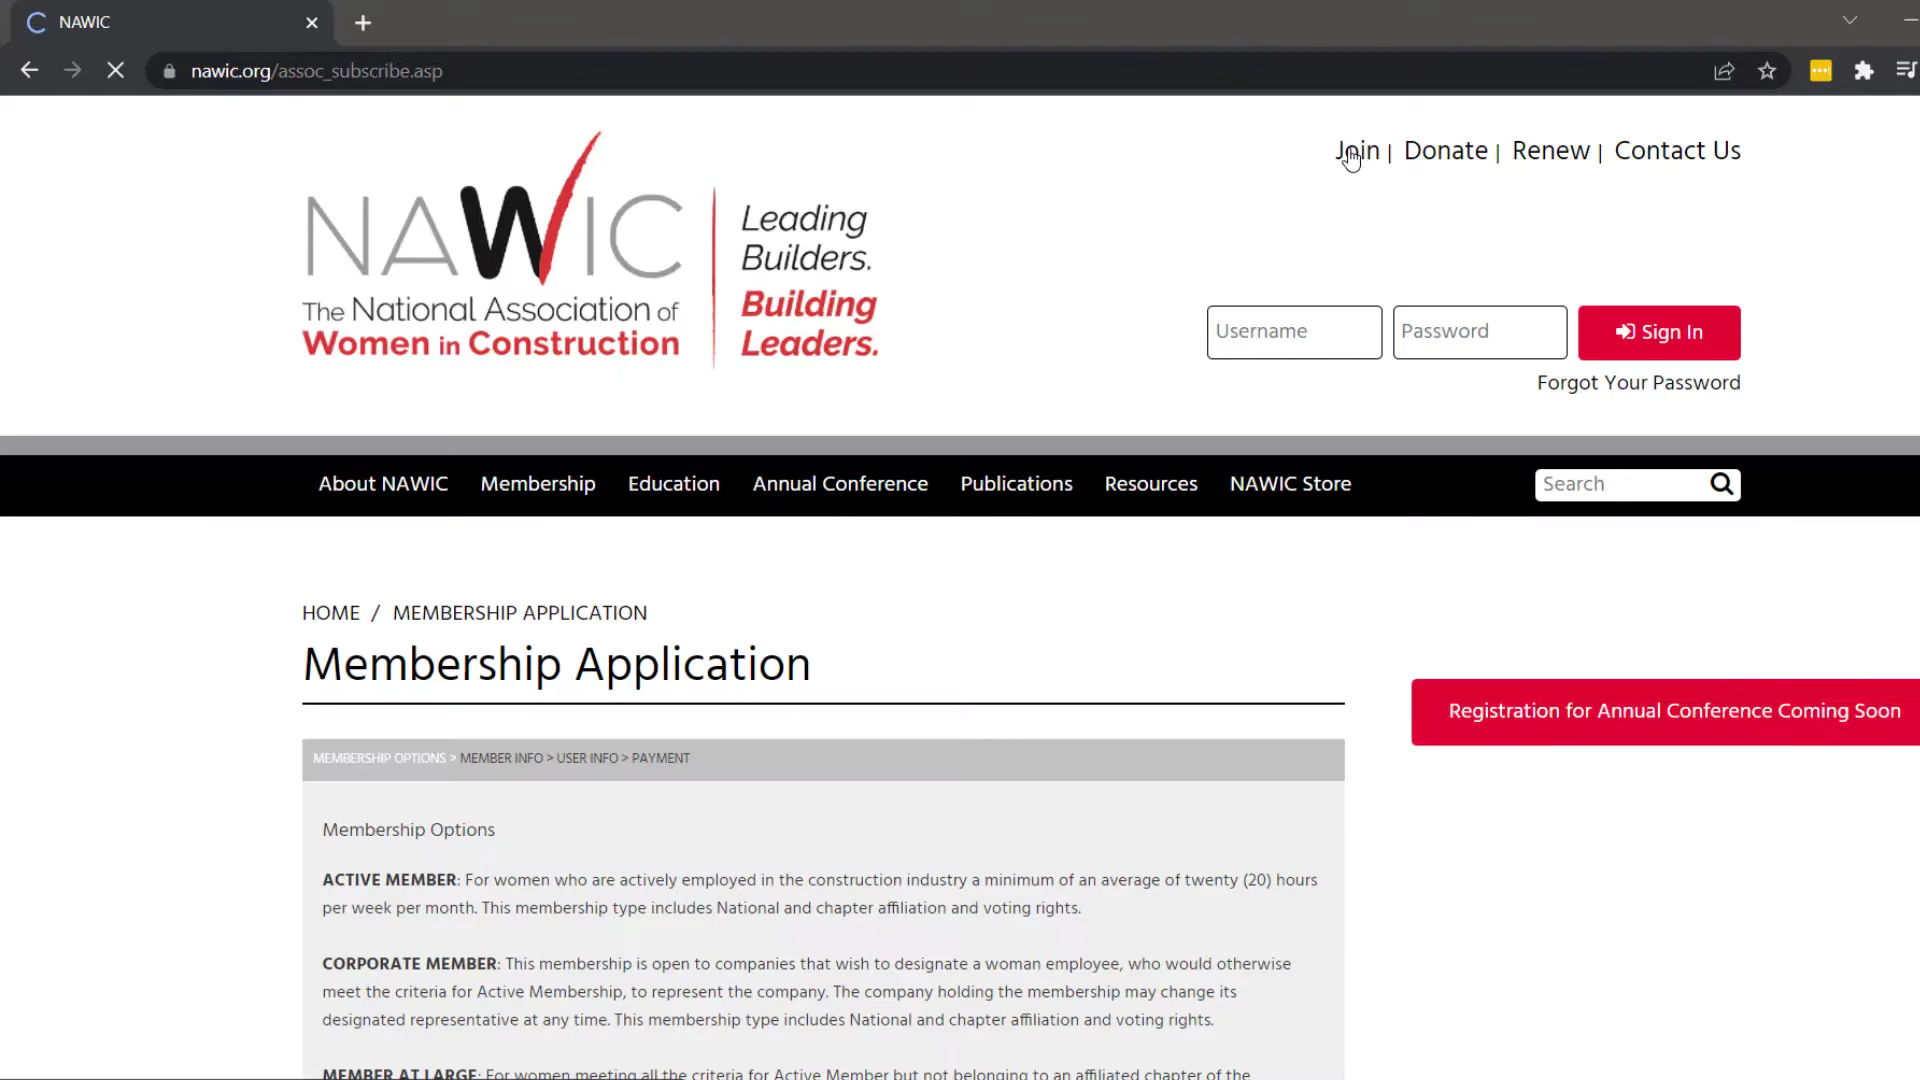 NAWIC
nawic.org/assoc_subscribe.asp
Join | Donate | Renew | Contact Us
NAWIC
The National Association of
Women in Construction
Leading
Builders.
Building
Leaders.
Username Password Sign In
Forgot Your Password
About NAWIC Membership Education Annual Conference Publications Resources NAWIC Store Search
HOME / MEMBERSHIP APPLICATION
Membership Application
Registration for Annual Conference Coming Soon
MEMBERSHIP OPTIONS > MEMBER INFO > USER INFO > PAYMENT
Membership Options
ACTIVE MEMBER: For women who are actively employed in the construction industry a minimum of an average of twenty (20) hours
per week per month. This membership type includes National and chapter affiliation and voting rights.
CORPORATE MEMBER: This membership is open to companies that wish to designate a woman employee, who would otherwise
meet the criteria for Active Membership, to represent the company. The company holding the membership may change its
designated representative at any time. This membership type includes National and chapter affiliation and voting rights.
MEMBER AT LARGE: For women meeting all the criteria for Active Member but not belonging to an affiliated chapter of the